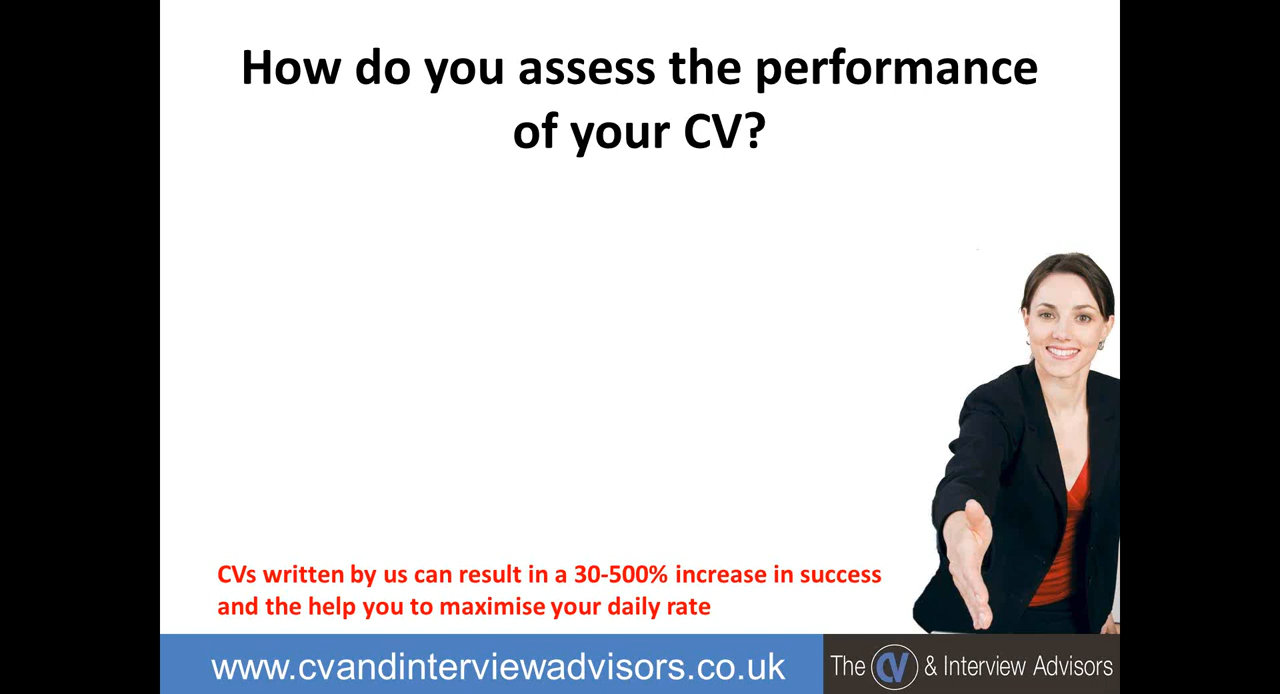 How do you assess the performance
of your CV?
CVs written by us can result in a 30-500% increase in success
and the help you to maximise your daily rate
www.cvandinterviewadvisors.co.uk
The CV & Interview Advisors